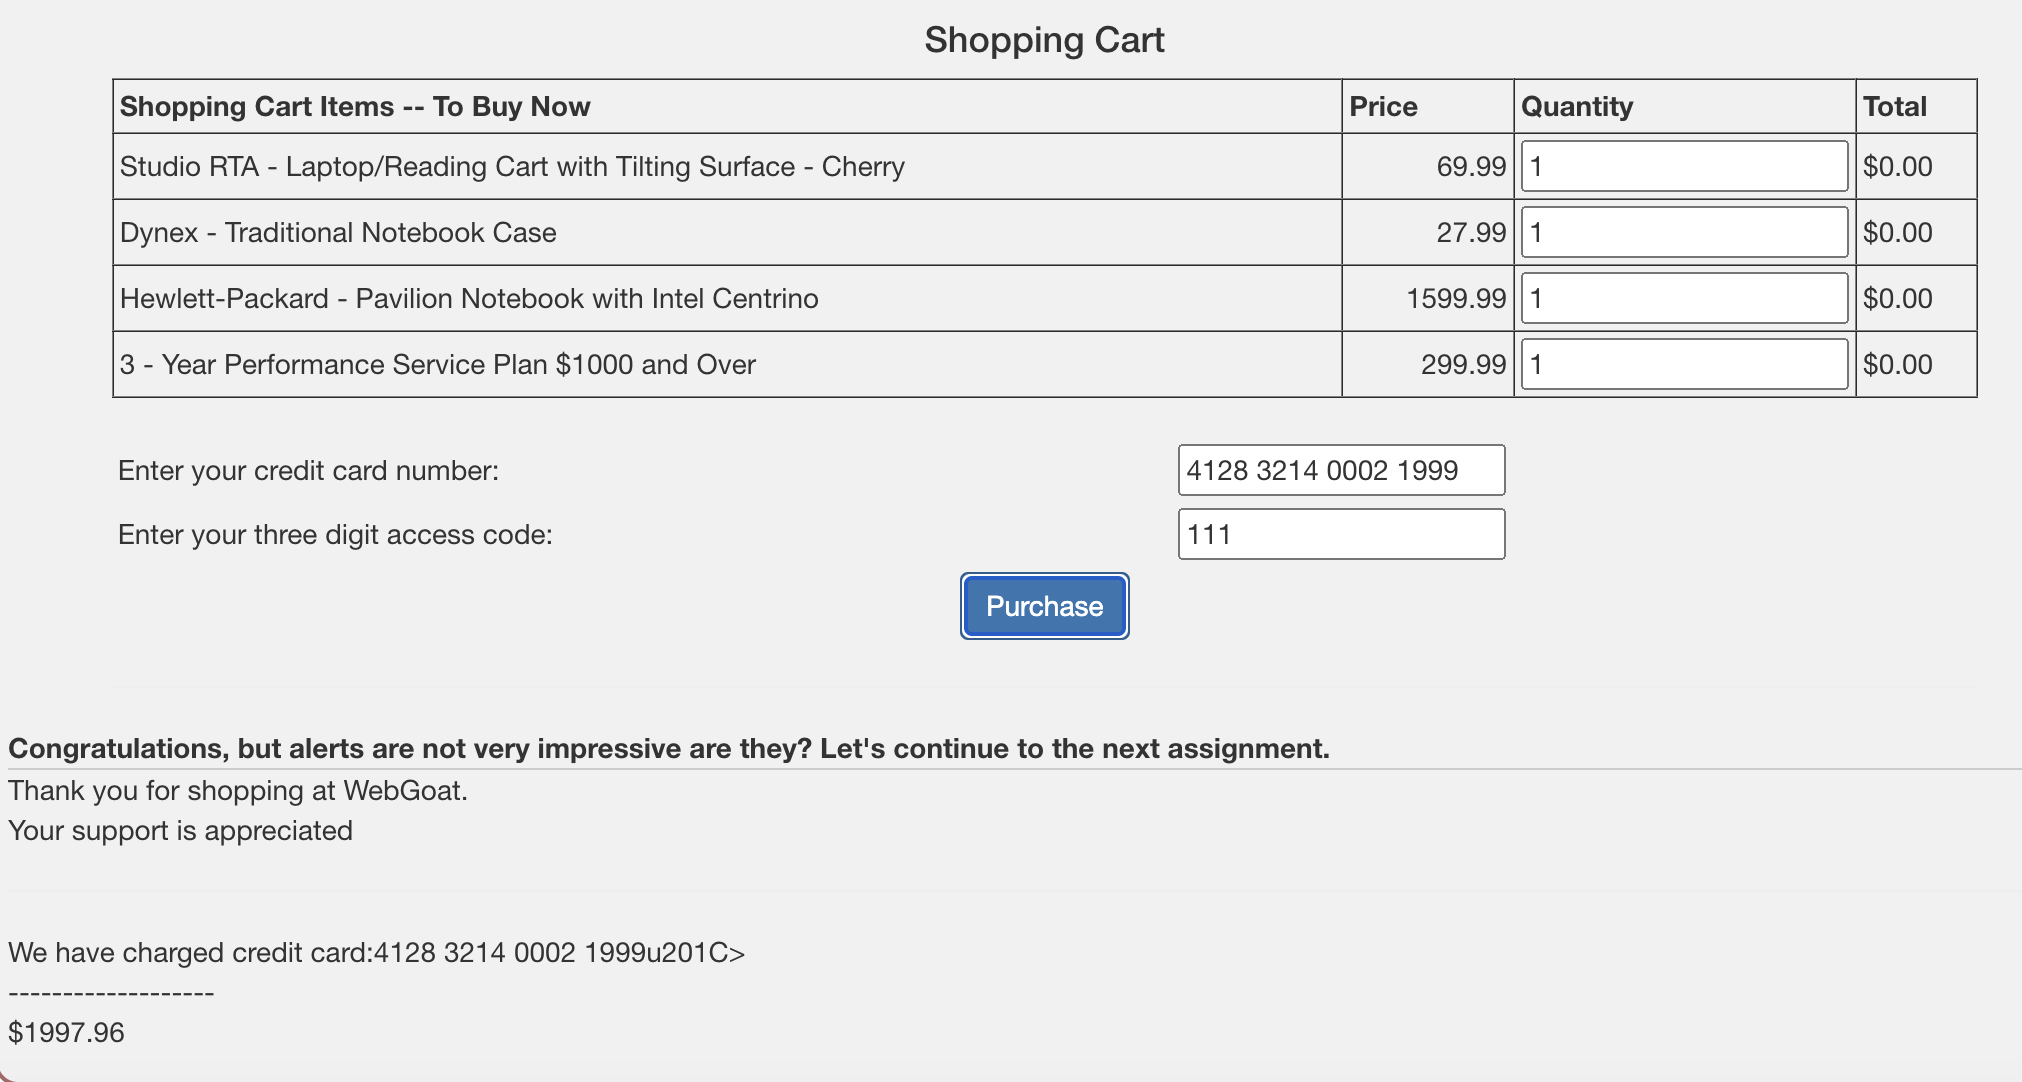 Shopping Cart
Shopping Cart Items -- To Buy Now Price Quantity Total
Studio RTA - Laptop/Reading Cart with Tilting Surface - Cherry 69.99 1 $0.00
Dynex - Traditional Notebook Case 27.99 1 $0.00
Hewlett-Packard - Pavilion Notebook with Intel Centrino 1599.99 1 $0.00
3 - Year Performance Service Plan $1000 and Over 299.99 1 $0.00
Enter your credit card number: 4128 3214 0002 1999
Enter your three digit access code: 111
Purchase
Congratulations, but alerts are not very impressive are they? Let's continue to the next assignment.
Thank you for shopping at WebGoat.
Your support is appreciated
We have charged credit card:4128 3214 0002 1999u201C>
-------------------
$1997.96